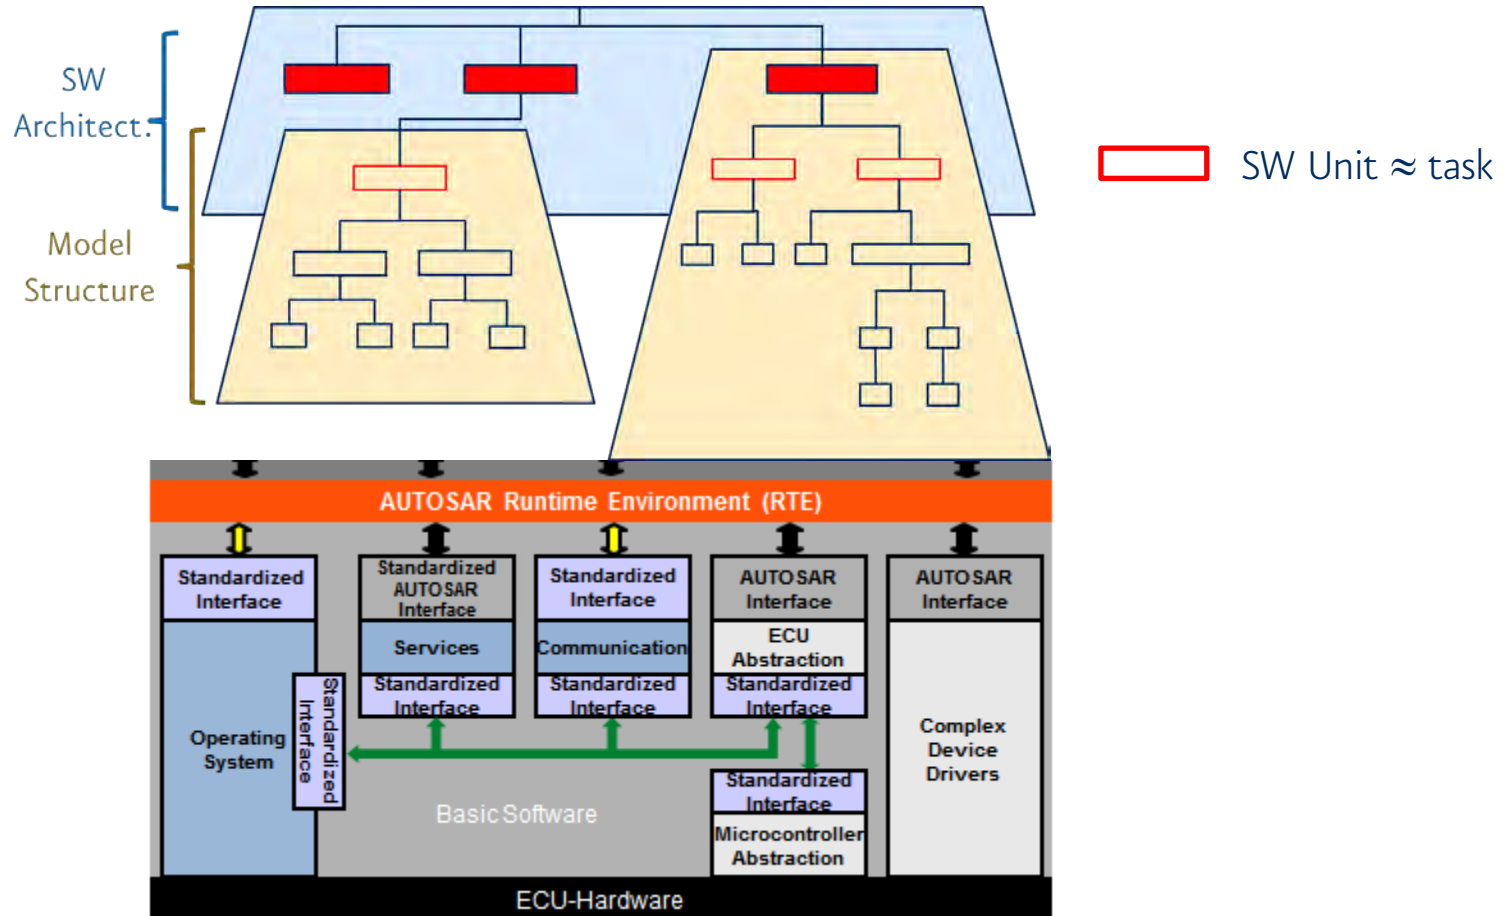 SW
Architect.
Model
Structure
SW Unit ≈ task
AUTOSAR Runtime Environment (RTE)
Standardized
Interface
Operating
System
Standardized
Interface
Standardized
AUTOSAR
Interface
Services
Standardized
Interface
Standardized
Interface
Communication
Standardized
Interface
AUTOSAR
Interface
ECU
Abstraction
Standardized
Interface
Standardized
Interface
Microcontroller
Abstraction
AUTOSAR
Interface
Complex
Device
Drivers
Basic Software
ECU-Hardware